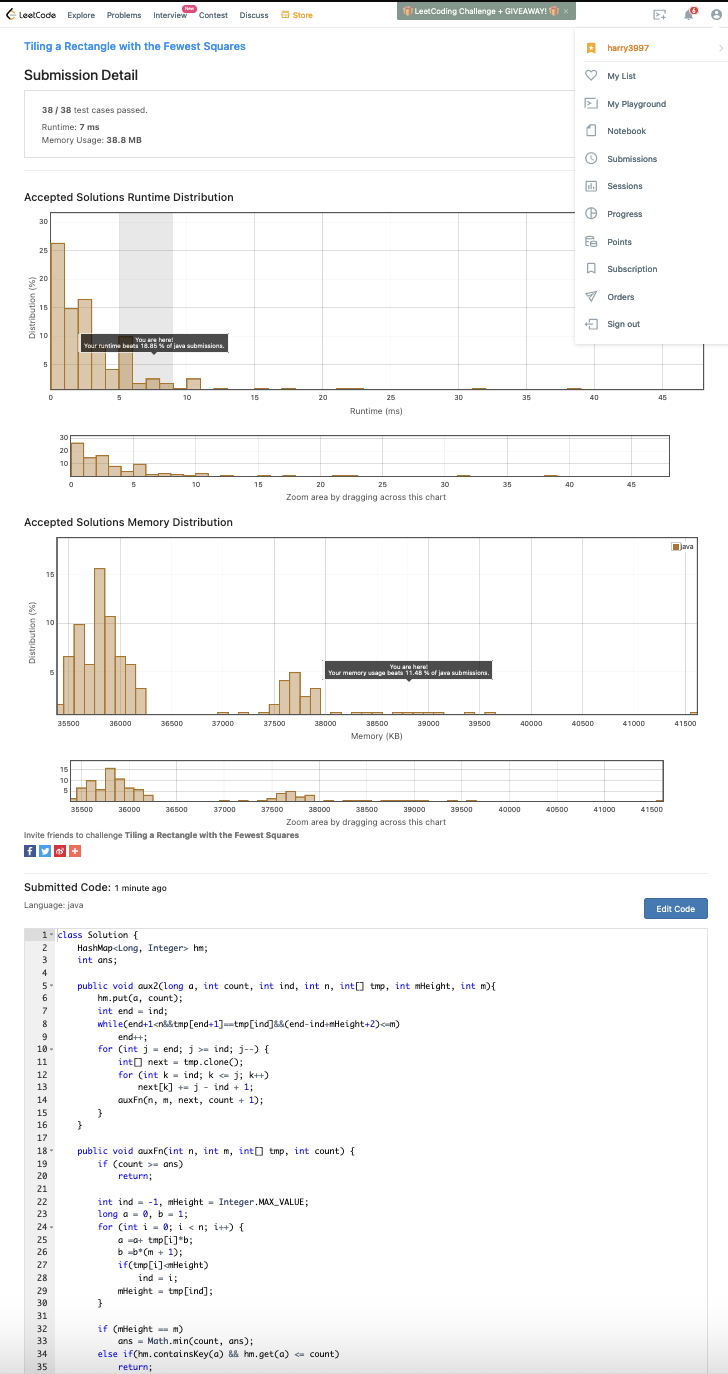 LeetCode Explore Problems Interview New Contest Discuss Store
LeetCoding Challenge + GIVEAWAY! ×
6
harry3997
My List
My Playground
Notebook
Submissions
Sessions
Progress
Points
Subscription
Orders
Sign out
Tiling a Rectangle with the Fewest Squares
Submission Detail
38 / 38 test cases passed.
Runtime: 7 ms
Memory Usage: 38.8 MB
Accepted Solutions Runtime Distribution
30
25
20
15
10
5
Distribution (%)
You are here!
Your runtime beats 18.85 % of java submissions.
0 5 10 15 20 25 30 35 40 45
Runtime (ms)
30
20
10
0 5 10 15 20 25 30 35 40 45
Zoom area by dragging across this chart
Accepted Solutions Memory Distribution
java
15
10
5
Distribution (%)
You are here!
Your memory usage beats 11.48 % of java submissions.
35500 36000 36500 37000 37500 38000 38500 39000 39500 40000 40500 41000 41500
Memory (KB)
15
10
5
35500 36000 36500 37000 37500 38000 38500 39000 39500 40000 40500 41000 41500
Zoom area by dragging across this chart
Invite friends to challenge Tiling a Rectangle with the Fewest Squares
Submitted Code: 1 minute ago
Language: java
Edit Code
1 class Solution {
2 HashMap<Long, Integer> hm;
3 int ans;
4
5 public void aux2(long a, int count, int ind, int n, int[] tmp, int mHeight, int m){
6 hm.put(a, count);
7 int end = ind;
8 while(end+1<n&&tmp[end+1]==tmp[ind]&&(end-ind+mHeight+2)<=m)
9 end++;
10 for (int j = end; j >= ind; j--) {
11 int[] next = tmp.clone();
12 for (int k = ind; k <= j; k++)
13 next[k] += j - ind + 1;
14 auxFn(n, m, next, count + 1);
15 }
16 }
17
18 public void auxFn(int n, int m, int[] tmp, int count) {
19 if (count >= ans)
20 return;
21
22 int ind = -1, mHeight = Integer.MAX_VALUE;
23 long a = 0, b = 1;
24 for (int i = 0; i < n; i++) {
25 a =a+ tmp[i]*b;
26 b =b*(m + 1);
27 if(tmp[i]<mHeight)
28 ind = i;
29 mHeight = tmp[ind];
30 }
31
32 if (mHeight == m)
33 ans = Math.min(count, ans);
34 else if(hm.containsKey(a) && hm.get(a) <= count)
35 return;